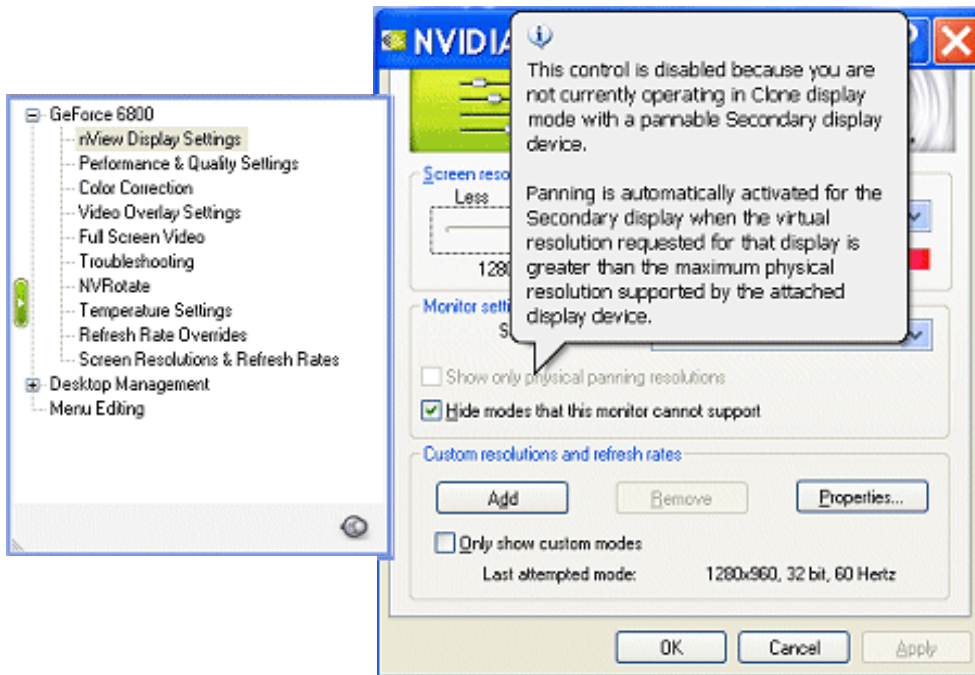 GeForce 6800
nView Display Settings
Performance & Quality Settings
Color Correction
Video Overlay Settings
Full Screen Video
Troubleshooting
NVRotate
Temperature Settings
Refresh Rate Overrides
Screen Resolutions & Refresh Rates
Desktop Management
Menu Editing
NVIDIA
This control is disabled because you are
not currently operating in Clone display
mode with a pannable Secondary display
device.
Panning is automatically activated for the
Secondary display when the virtual
resolution requested for that display is
greater than the maximum physical
resolution supported by the attached
display device.
Screen
Less
Monitor
Show only physical panning resolutions
Hide modes that this monitor cannot support
Custom resolutions and refresh rates
Add
Remove
Properties...
Only show custom modes
Last attempted mode: 1280x960, 32 bit, 60 Hertz
OK
Cancel
Apply